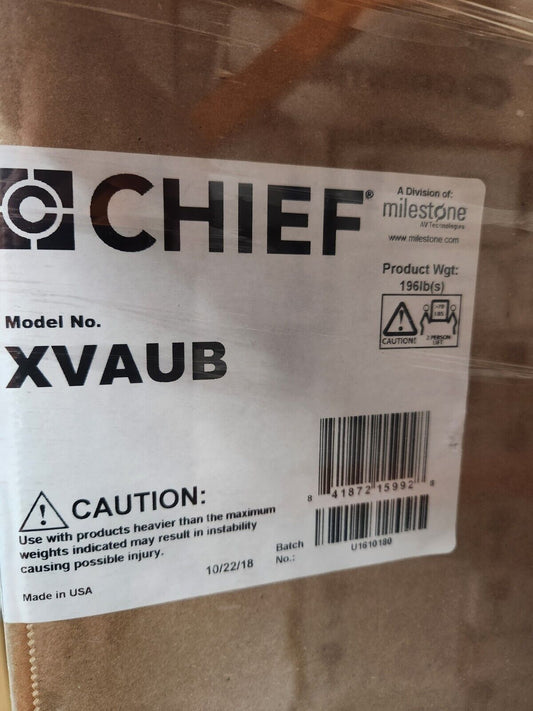 CHIEF®
A Division of:
milestone
AV Technologies
www.milestone.com
Product Wgt:
196lb(s)
>70
LBS
CAUTION!
2 PERSON
LIFT
Model No.
XVAUB
8 41872 15992 8
CAUTION:
Use with products heavier than the maximum
weights indicated may result in instability
causing possible injury.
Batch
No.:
U1610180
10/22/18
Made in USA